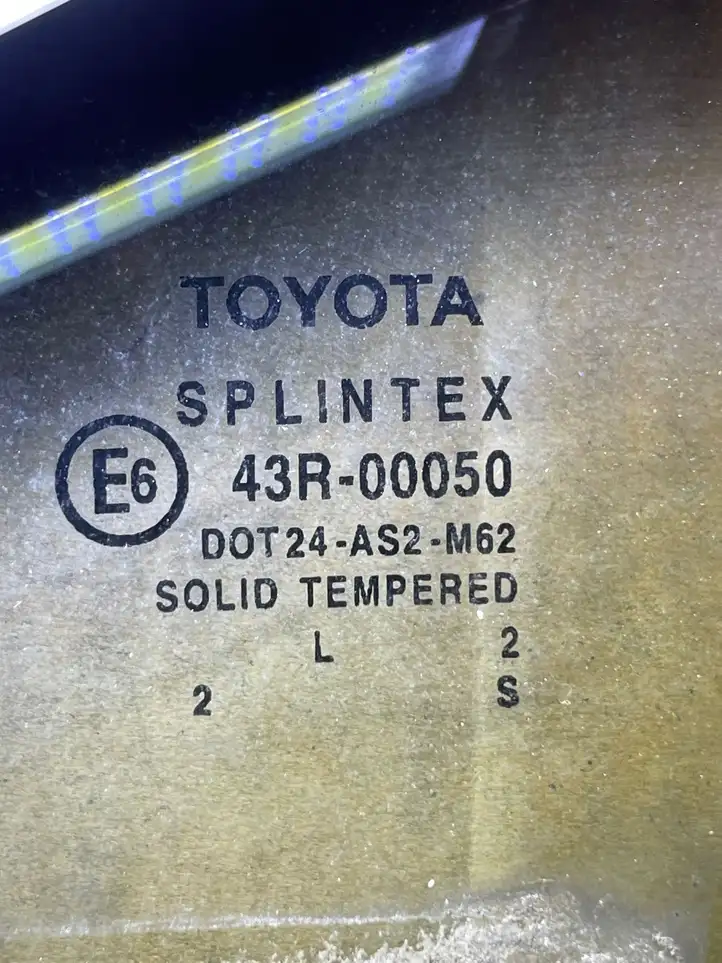 TOYOTA
SPLINTEX
E6 43R-00050
DOT24-AS2-M62
SOLID TEMPERED
L 2
2 S